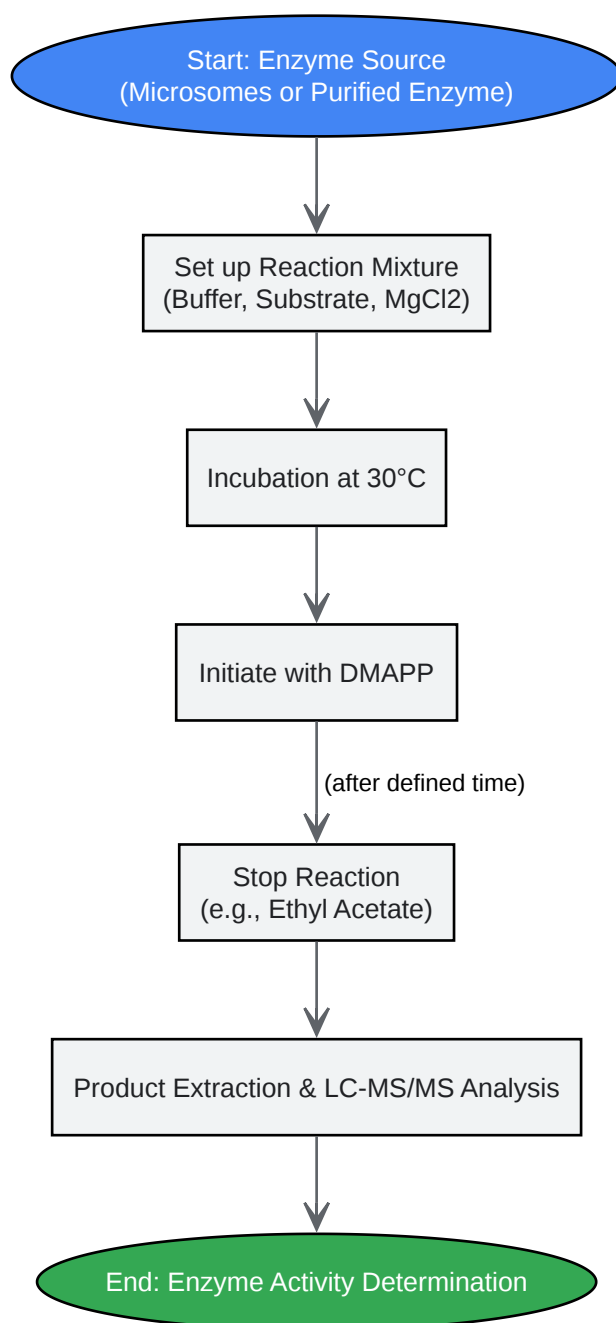 Start: Enzyme Source
(Microsomes or Purified Enzyme)
Set up Reaction Mixture
(Buffer, Substrate, MgCl2)
Incubation at 30°C
Initiate with DMAPP
(after defined time)
Stop Reaction
(e.g., Ethyl Acetate)
Product Extraction & LC-MS/MS Analysis
End: Enzyme Activity Determination